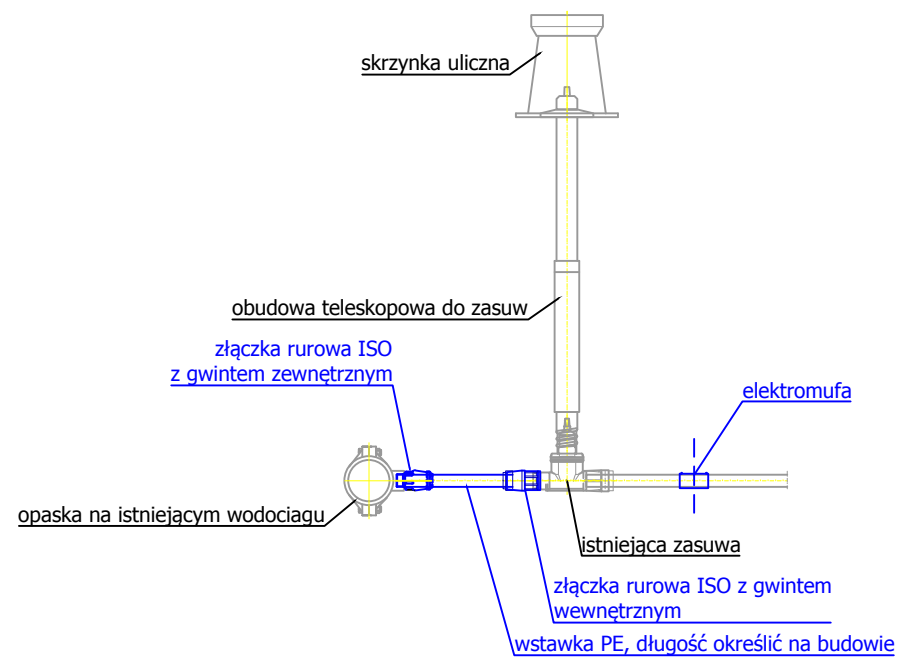 skrzynka uliczna
obudowa teleskopowa do zasuw
złączka rurowa ISO
z gwintem zewnętrznym
elektromufa
opaska na istniejącym wodociagu
istniejąca zasuwa
złączka rurowa ISO z gwintem
wewnętrznym
wstawka PE, długość określić na budowie